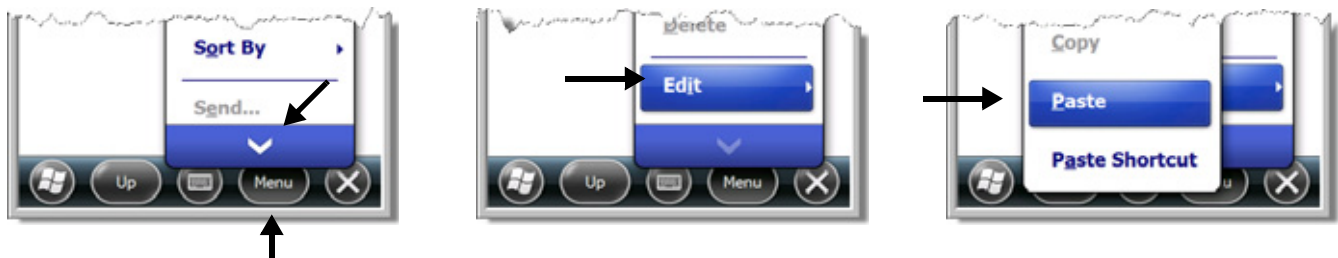 Sort By
Send...
Up
Menu
Delete
Edit
Up
Menu
Copy
Paste
Paste Shortcut
u